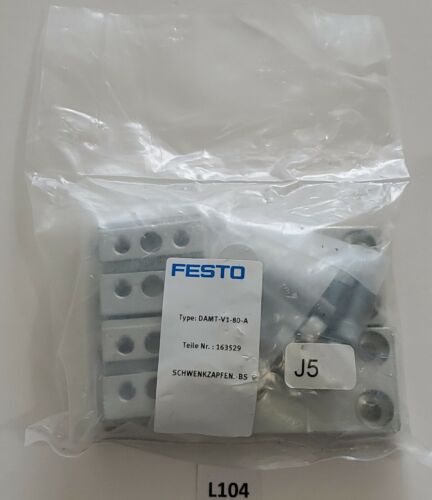 FESTO
Type: DAMT-V1-80-A
Teile Nr.: 163529
SCHWENKZAPFEN.-BS
J5
L104